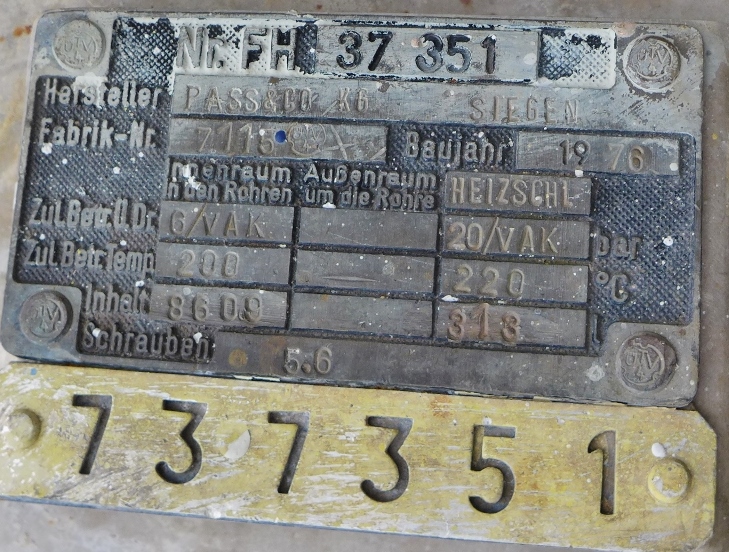 Nr. FH 37 351
Hersteller PASS&CO KG SIEGEN
Fabrik-Nr. 7115 X Baujahr 1976
Innenraum in den Rohren Außenraum um die Rohre HEIZSCHL
Zul.Betr.Ü.Dr. 6/VAK 20/VAK bar
Zul.Betr.Temp. 200 220 °C
Inhalt 8609 313 l
Schrauben 5.6
737351